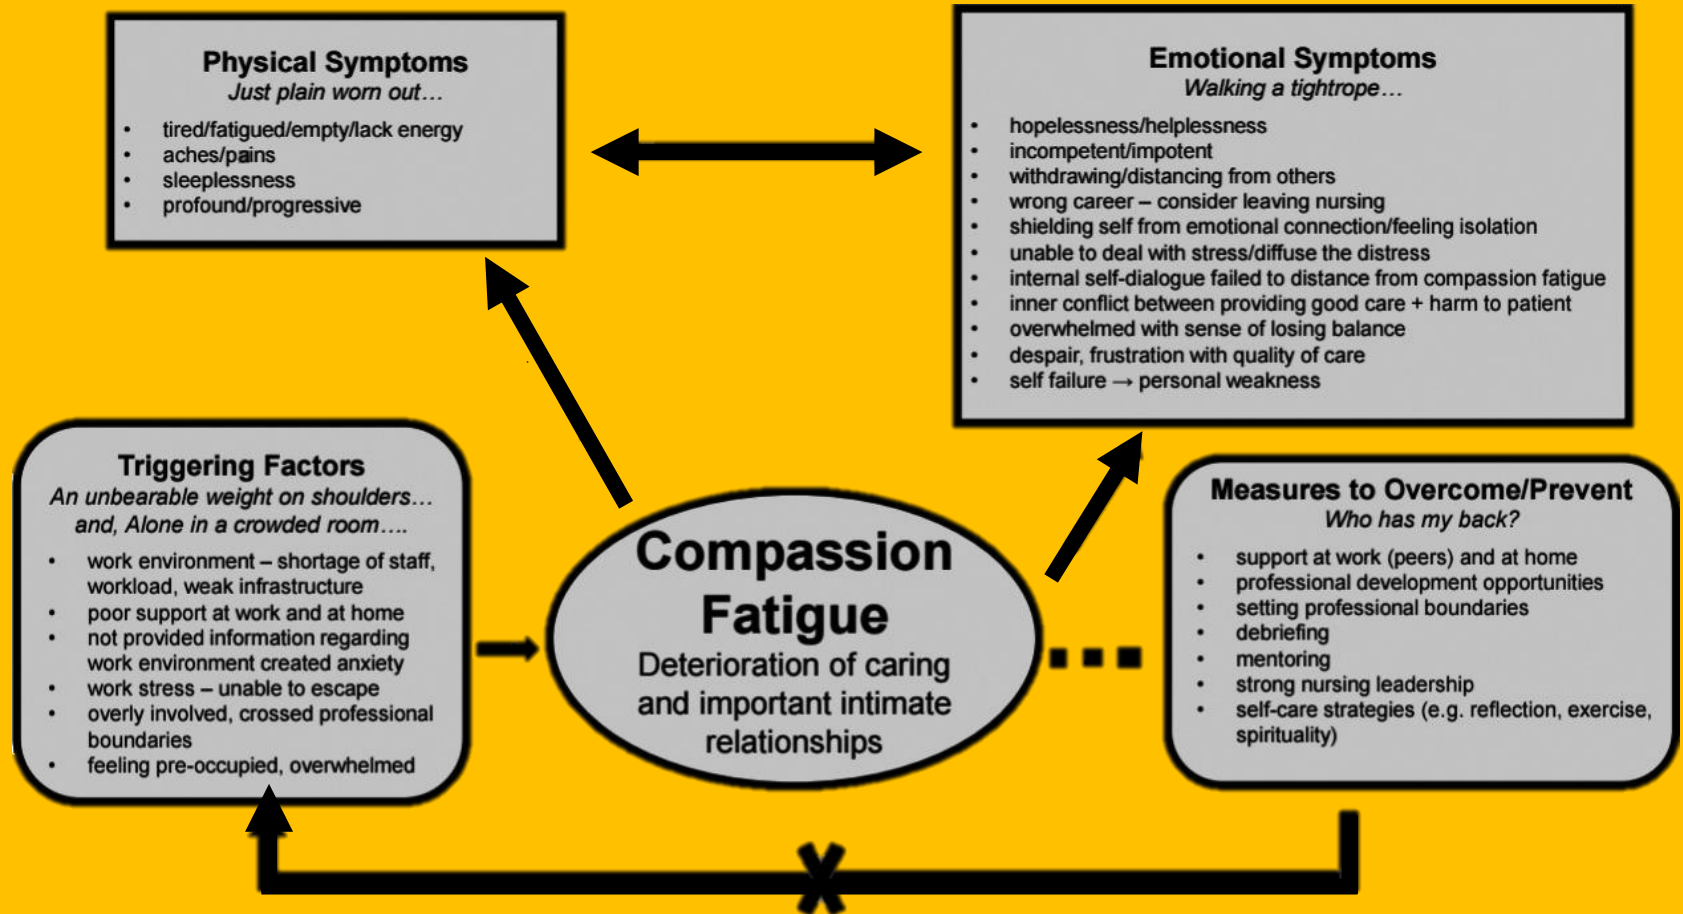 Physical Symptoms
Just plain worn out…
• tired/fatigued/empty/lack energy
• aches/pains
• sleeplessness
• profound/progressive
Emotional Symptoms
Walking a tightrope…
• hopelessness/helplessness
• incompetent/impotent
• withdrawing/distancing from others
• wrong career – consider leaving nursing
• shielding self from emotional connection/feeling isolation
• unable to deal with stress/diffuse the distress
• internal self-dialogue failed to distance from compassion fatigue
• inner conflict between providing good care + harm to patient
• overwhelmed with sense of losing balance
• despair, frustration with quality of care
• self failure → personal weakness
Triggering Factors
An unbearable weight on shoulders…
and, Alone in a crowded room….
• work environment – shortage of staff,
workload, weak infrastructure
• poor support at work and at home
• not provided information regarding
work environment created anxiety
• work stress – unable to escape
• overly involved, crossed professional
boundaries
• feeling pre-occupied, overwhelmed
Compassion
Fatigue
Deterioration of caring
and important intimate
relationships
Measures to Overcome/Prevent
Who has my back?
• support at work (peers) and at home
• professional development opportunities
• setting professional boundaries
• debriefing
• mentoring
• strong nursing leadership
• self-care strategies (e.g. reflection, exercise,
spirituality)